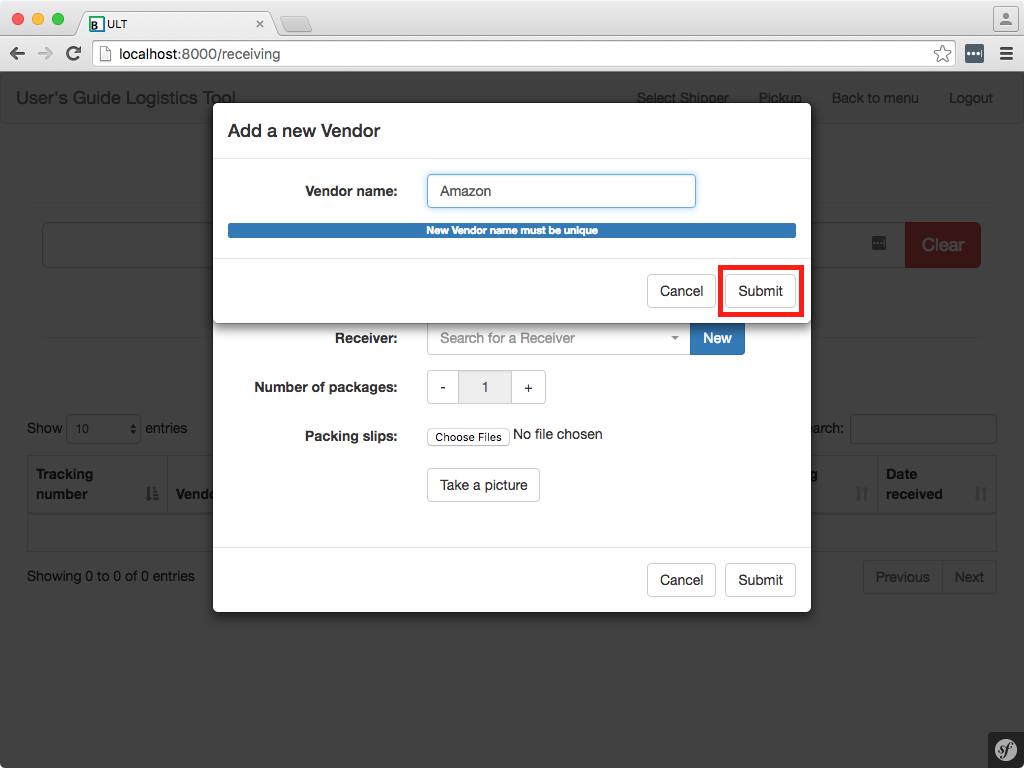 ULT
localhost:8000/receiving
User's Guide Logistics Tool Select Shipper Pickup Back to menu Logout
Add a new Vendor
Vendor name: Amazon
New Vendor name must be unique
Clear
Cancel Submit
Receiver: Search for a Receiver New
Number of packages: - 1 +
Packing slips: Choose Files No file chosen
Show 10 entries arch:
Take a picture
Tracking number Vendo g Date received
Showing 0 to 0 of 0 entries Previous Next
Cancel Submit
sf